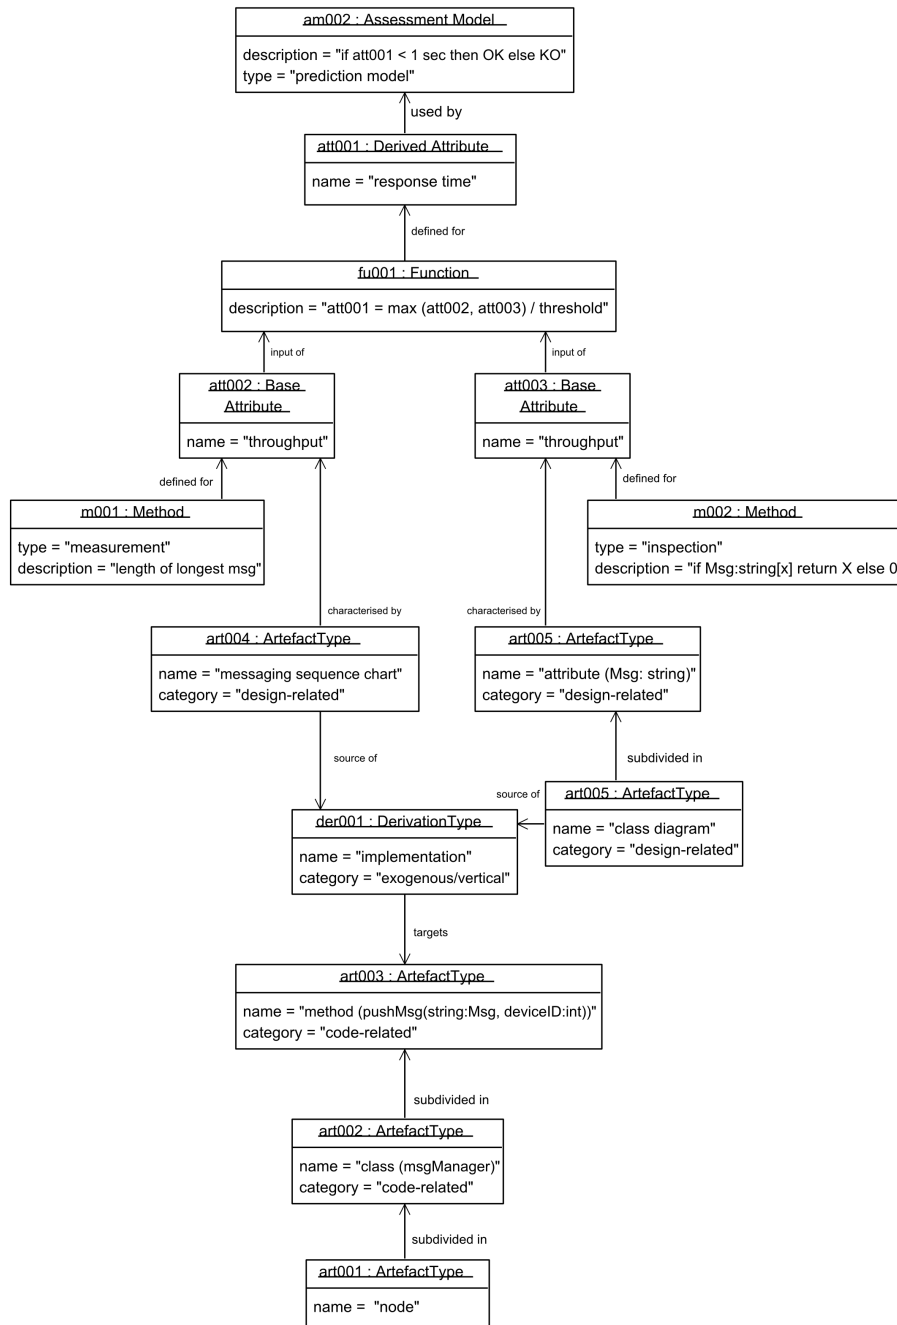 am002 : Assessment Model
description = "if att001 < 1 sec then OK else KO"
type = "prediction model"
used by
att001 : Derived Attribute
name = "response time"
defined for
fu001 : Function
description = "att001 = max (att002, att003) / threshold"
input of
input of
att002 : Base
Attribute
name = "throughput"
att003 : Base
Attribute
name = "throughput"
defined for
defined for
m001 : Method
type = "measurement"
description = "length of longest msg"
m002 : Method
type = "inspection"
description = "if Msg:string[x] return X else 0
characterised by
characterised by
art004 : ArtefactType
name = "messaging sequence chart"
category = "design-related"
art005 : ArtefactType
name = "attribute (Msg: string)"
category = "design-related"
source of
subdivided in
source of
art005 : ArtefactType
name = "class diagram"
category = "design-related"
der001 : DerivationType
name = "implementation"
category = "exogenous/vertical"
targets
art003 : ArtefactType
name = "method (pushMsg(string:Msg, deviceID:int))"
category = "code-related"
subdivided in
art002 : ArtefactType
name = "class (msgManager)"
category = "code-related"
subdivided in
art001 : ArtefactType
name =  "node"